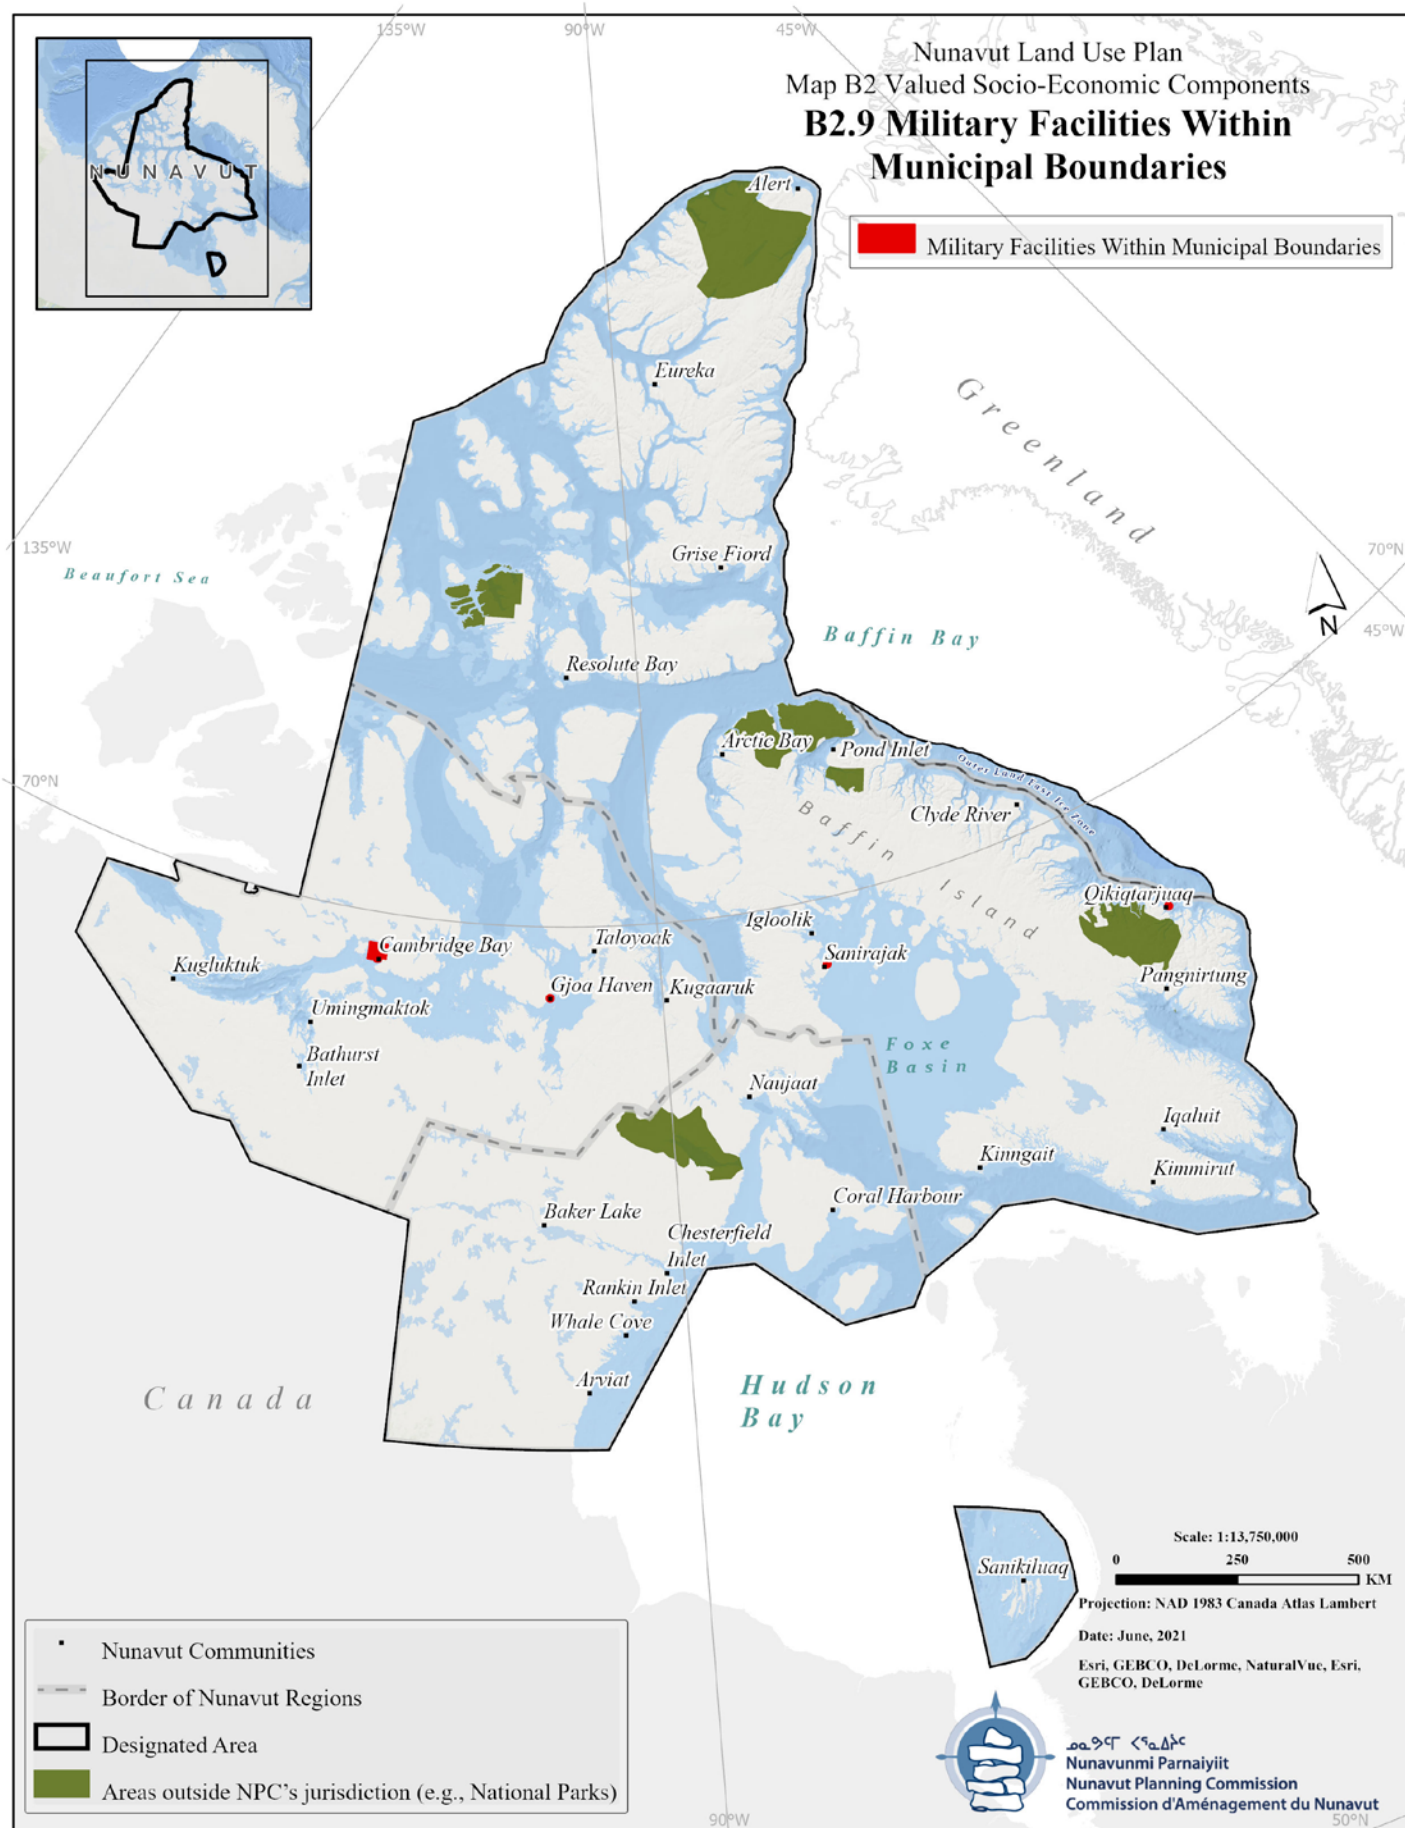 135°W
90°W
45°W
Nunavut Land Use Plan
Map B2 Valued Socio-Economic Components
B2.9 Military Facilities Within
Municipal Boundaries
Military Facilities Within Municipal Boundaries
NUNAVUT
Alert
Eureka
Greenland
Grise Fiord
135°W
Beaufort Sea
70°N
45°W
N
Baffin Bay
Resolute Bay
Arctic Bay
Pond Inlet
Outer Land Fast Ice Zone
70°N
Clyde River
Baffin
Island
Qikiqtarjuaq
Igloolik
Sanirajak
Cambridge Bay
Taloyoak
Kugluktuk
Gjoa Haven
Kugaaruk
Pangnirtung
Umingmaktok
Bathurst
Inlet
Foxe
Basin
Naujaat
Iqaluit
Kinngait
Kimmirut
Coral Harbour
Baker Lake
Chesterfield
Inlet
Rankin Inlet
Whale Cove
Arviat
Canada
Hudson
Bay
Sanikiluaq
Scale: 1:13,750,000
0 250 500
KM
Projection: NAD 1983 Canada Atlas Lambert
Date: June, 2021
Esri, GEBCO, DeLorme, NaturalVue, Esri,
GEBCO, DeLorme
Nunavut Communities
Border of Nunavut Regions
Designated Area
Areas outside NPC's jurisdiction (e.g., National Parks)
ᓄᓇᕗᒻᒥ ᐸᕐᓇᐃᔩᑦ
Nunavunmi Parnaiyiit
Nunavut Planning Commission
Commission d'Aménagement du Nunavut
90°W
50°N